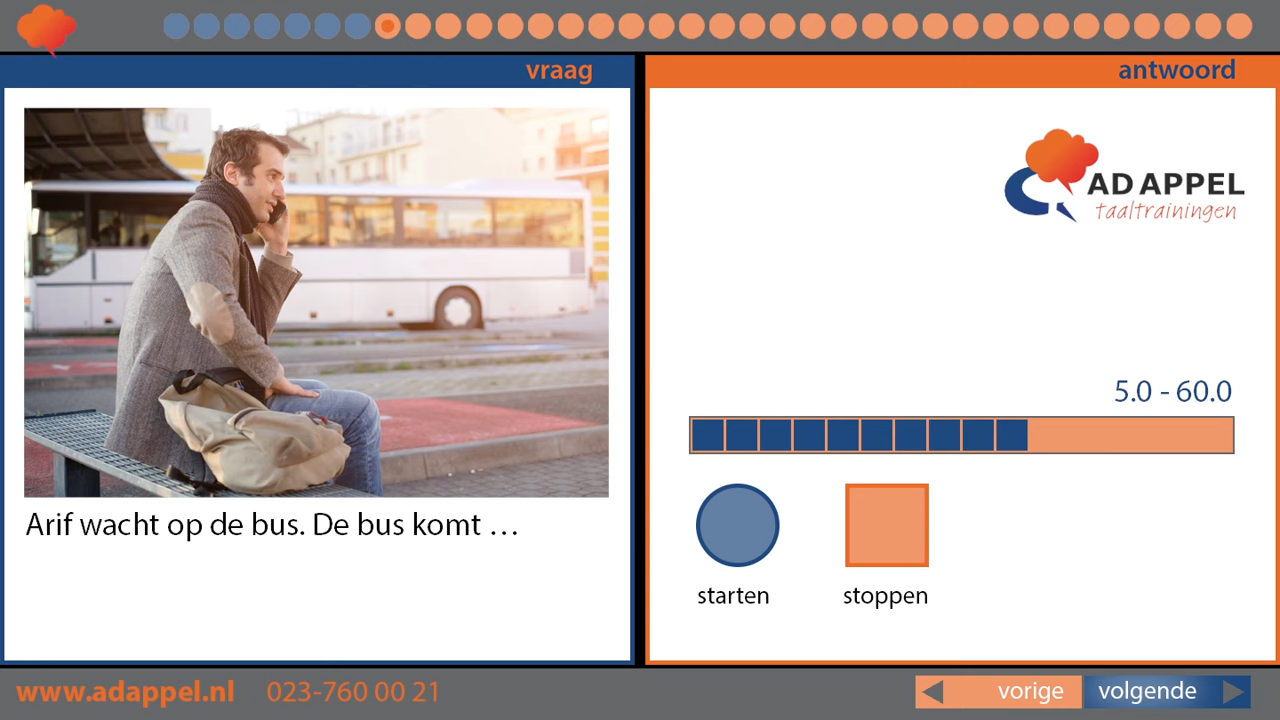 vraag
antwoord
AD APPEL
taaltrainingen
5.0 - 60.0
Arif wacht op de bus. De bus komt …
starten
stoppen
www.adappel.nl 023-760 00 21
vorige
volgende